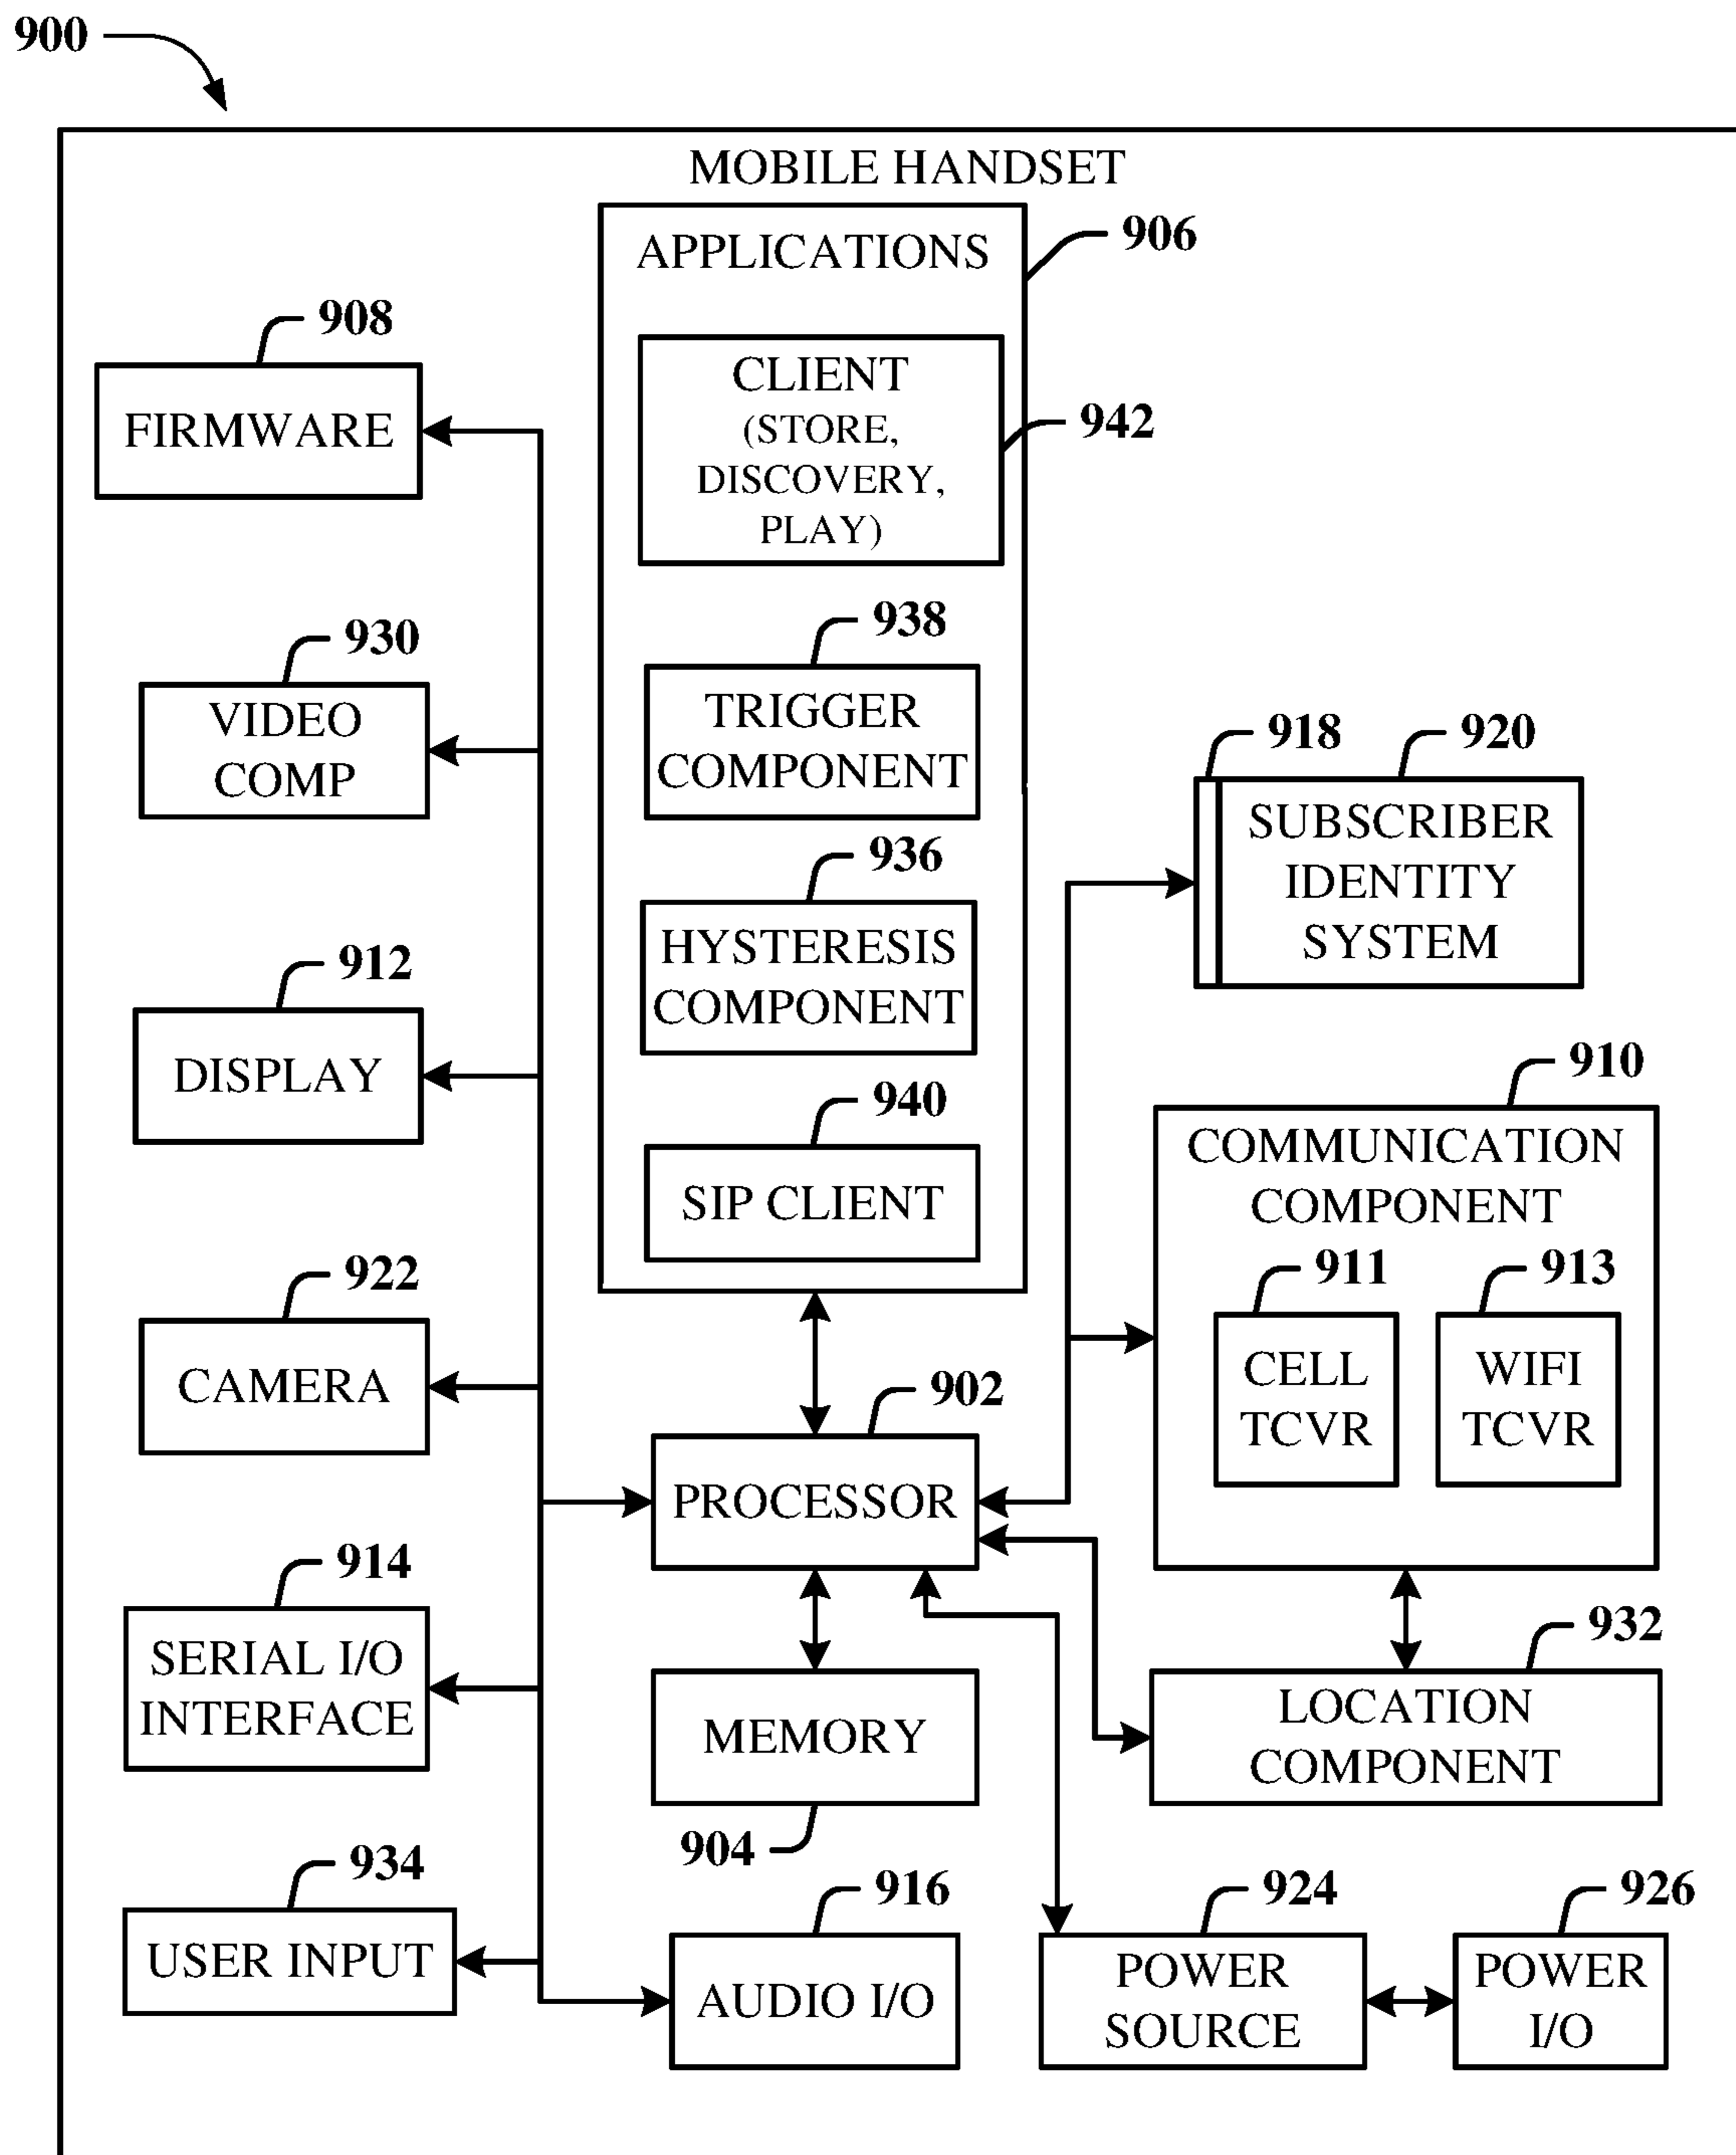 900
MOBILE HANDSET
APPLICATIONS
906
CLIENT
(STORE,
DISCOVERY,
PLAY)
942
938
TRIGGER
COMPONENT
936
HYSTERESIS
COMPONENT
940
SIP CLIENT
908
FIRMWARE
930
VIDEO
COMP
912
DISPLAY
922
CAMERA
914
SERIAL I/O
INTERFACE
934
USER INPUT
902
PROCESSOR
MEMORY
904
916
AUDIO I/O
918
920
SUBSCRIBER
IDENTITY
SYSTEM
910
COMMUNICATION
COMPONENT
911
CELL
TCVR
913
WIFI
TCVR
932
LOCATION
COMPONENT
924
POWER
SOURCE
926
POWER
I/O